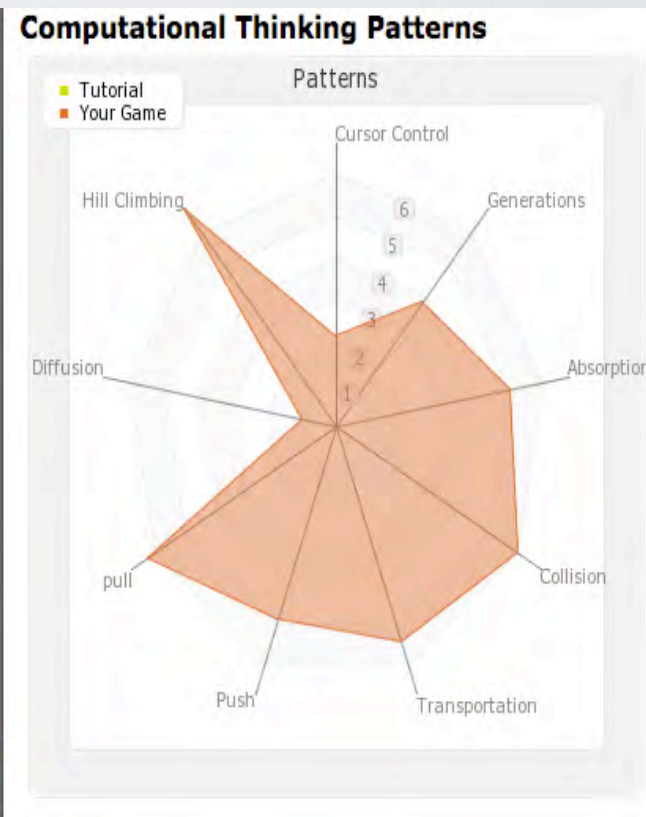 Computational Thinking Patterns
Patterns
Tutorial
Your Game
Cursor Control
Hill Climbing
Generations
6
5
4
3
2
1
Diffusion
Absorption
pull
Collision
Push
Transportation